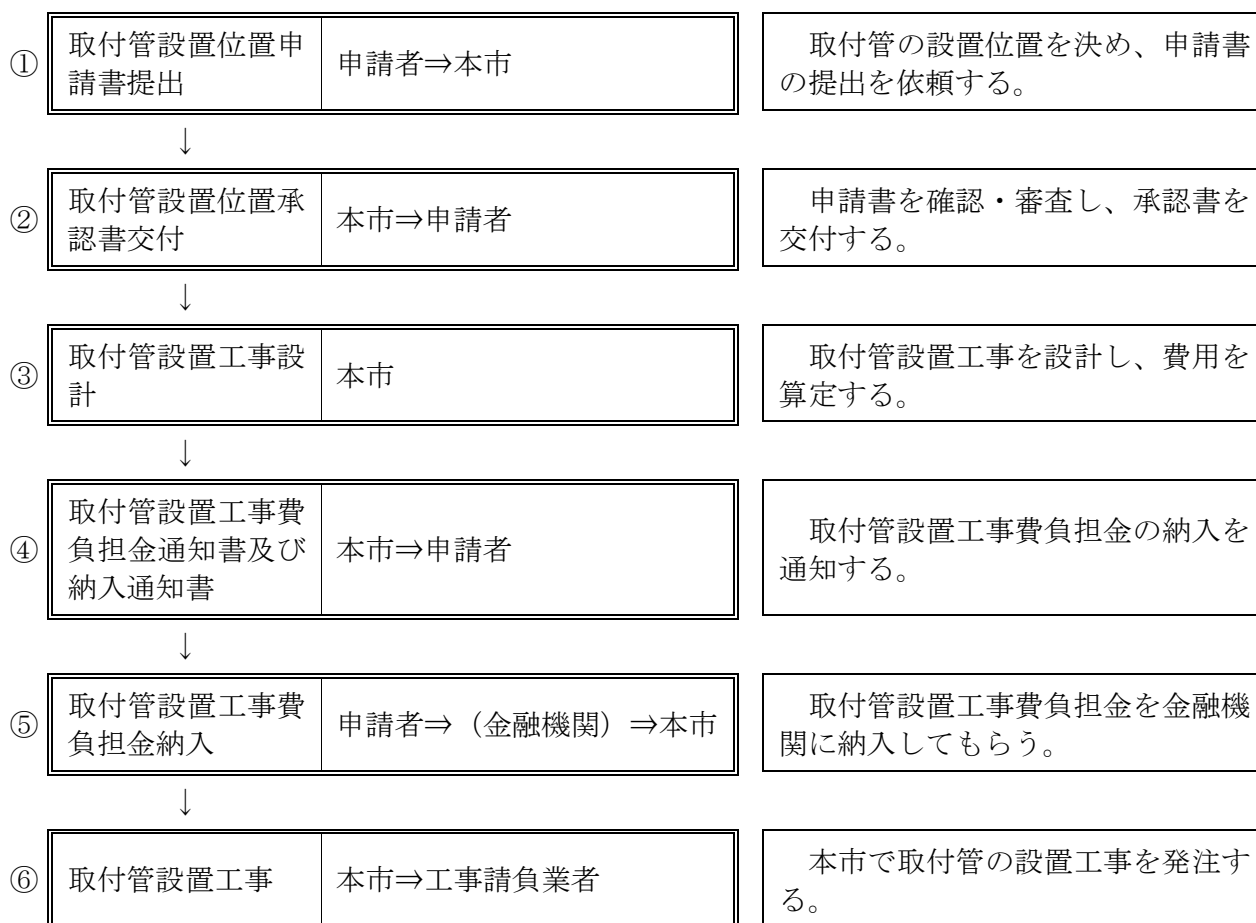 ①
取付管設置位置申
請書提出
申請者⇒本市
　取付管の設置位置を決め、申請書
の提出を依頼する。
↓
②
取付管設置位置承
認書交付
本市⇒申請者
　申請書を確認・審査し、承認書を
交付する。
↓
③
取付管設置工事設
計
本市
　取付管設置工事を設計し、費用を
算定する。
↓
④
取付管設置工事費
負担金通知書及び
納入通知書
本市⇒申請者
　取付管設置工事費負担金の納入を
通知する。
↓
⑤
取付管設置工事費
負担金納入
申請者⇒（金融機関）⇒本市
　取付管設置工事費負担金を金融機
関に納入してもらう。
↓
⑥
取付管設置工事
本市⇒工事請負業者
　本市で取付管の設置工事を発注す
る。